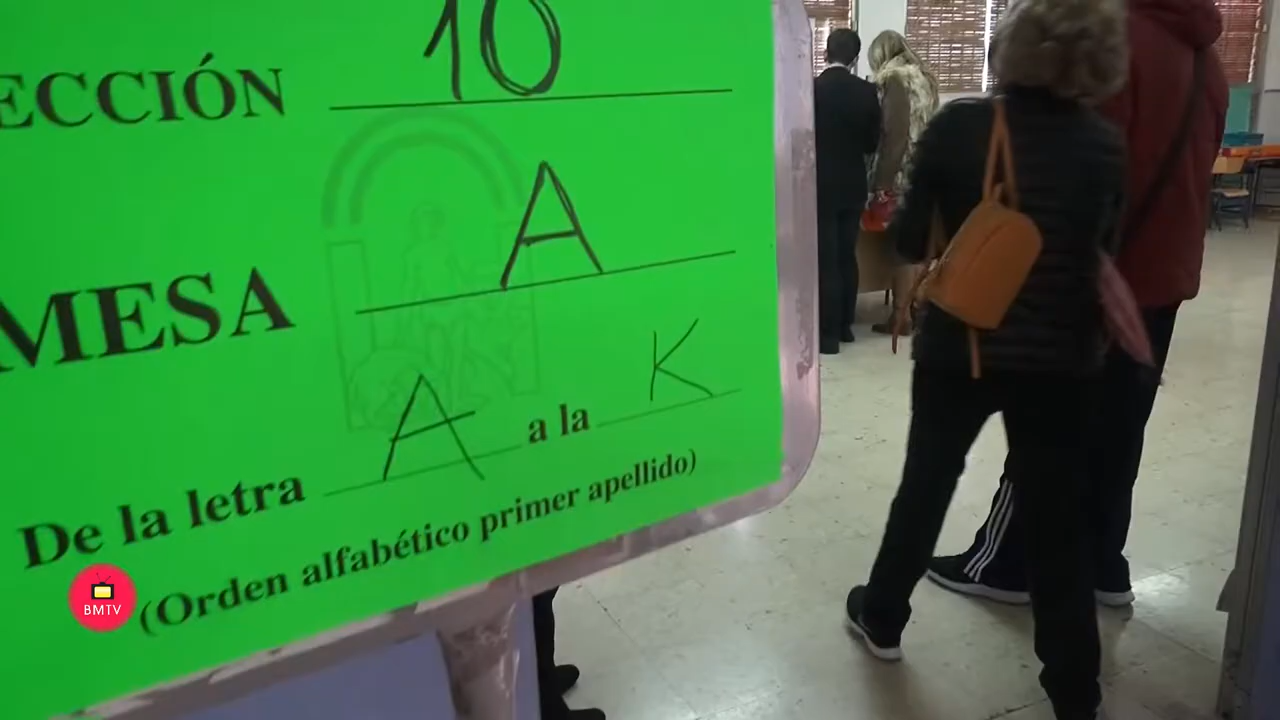 ECCIÓN 10
MESA A
De la letra A a la K
(Orden alfabético primer apellido)
BMTV